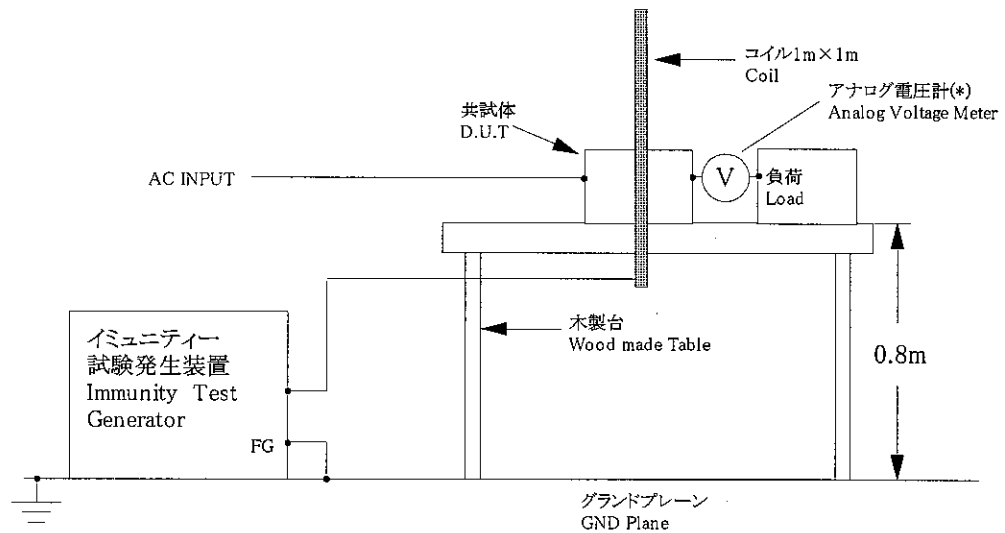 コイル1m×1m
Coil
アナログ電圧計(*)
Analog Voltage Meter
共試体
D.U.T
AC INPUT
V
負荷
Load
木製台
Wood made Table
0.8m
イミュニティー
試験発生装置
Immunity Test
Generator
FG
グランドプレーン
GND Plane